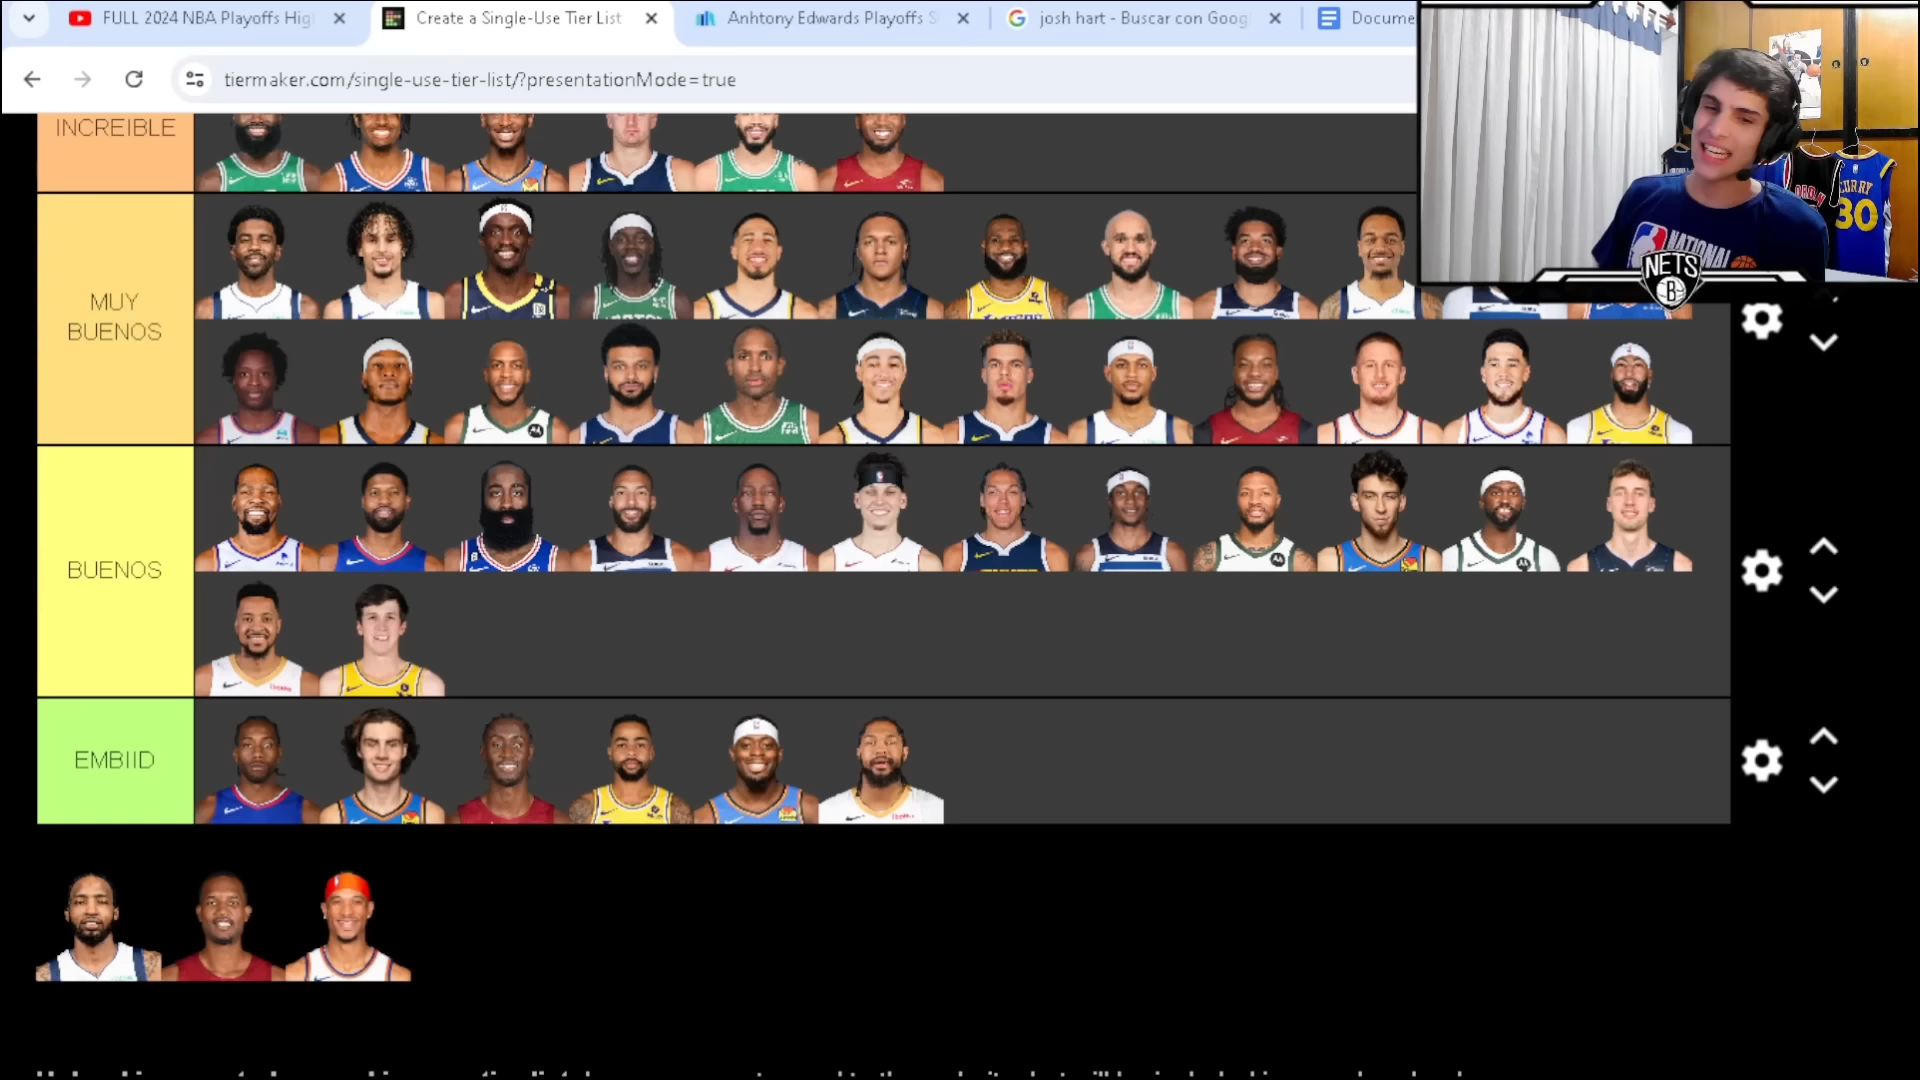 FULL 2024 NBA Playoffs Hig
Create a Single-Use Tier List
Anhtony Edwards Playoffs S
josh hart - Buscar con Goog
Docume
tiermaker.com/single-use-tier-list/?presentationMode=true
INCREIBLE
MUY
BUENOS
BUENOS
EMBIID
NATIONAL
CURRY
30
NETS
B